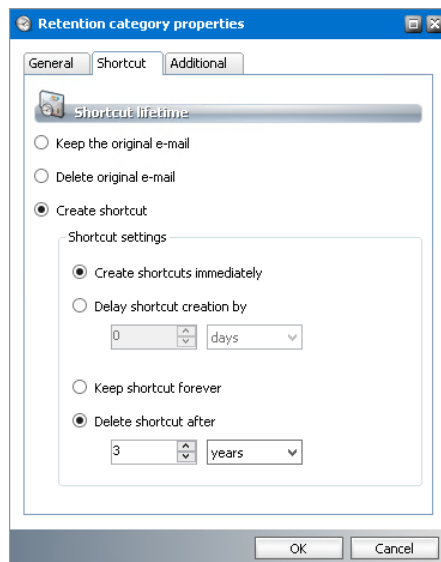 Retention category properties
General Shortcut Additional
Shortcut lifetime
Keep the original e-mail
Delete original e-mail
Create shortcut
Shortcut settings
Create shortcuts immediately
Delay shortcut creation by
0 days
Keep shortcut forever
Delete shortcut after
3 years
OK Cancel